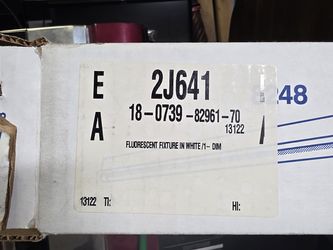 E 2J641
18-0739-82961-70
A 13122
FLUORESCENT FIXTURE IN WHITE /1- DIM
13122 TI: HI:
248